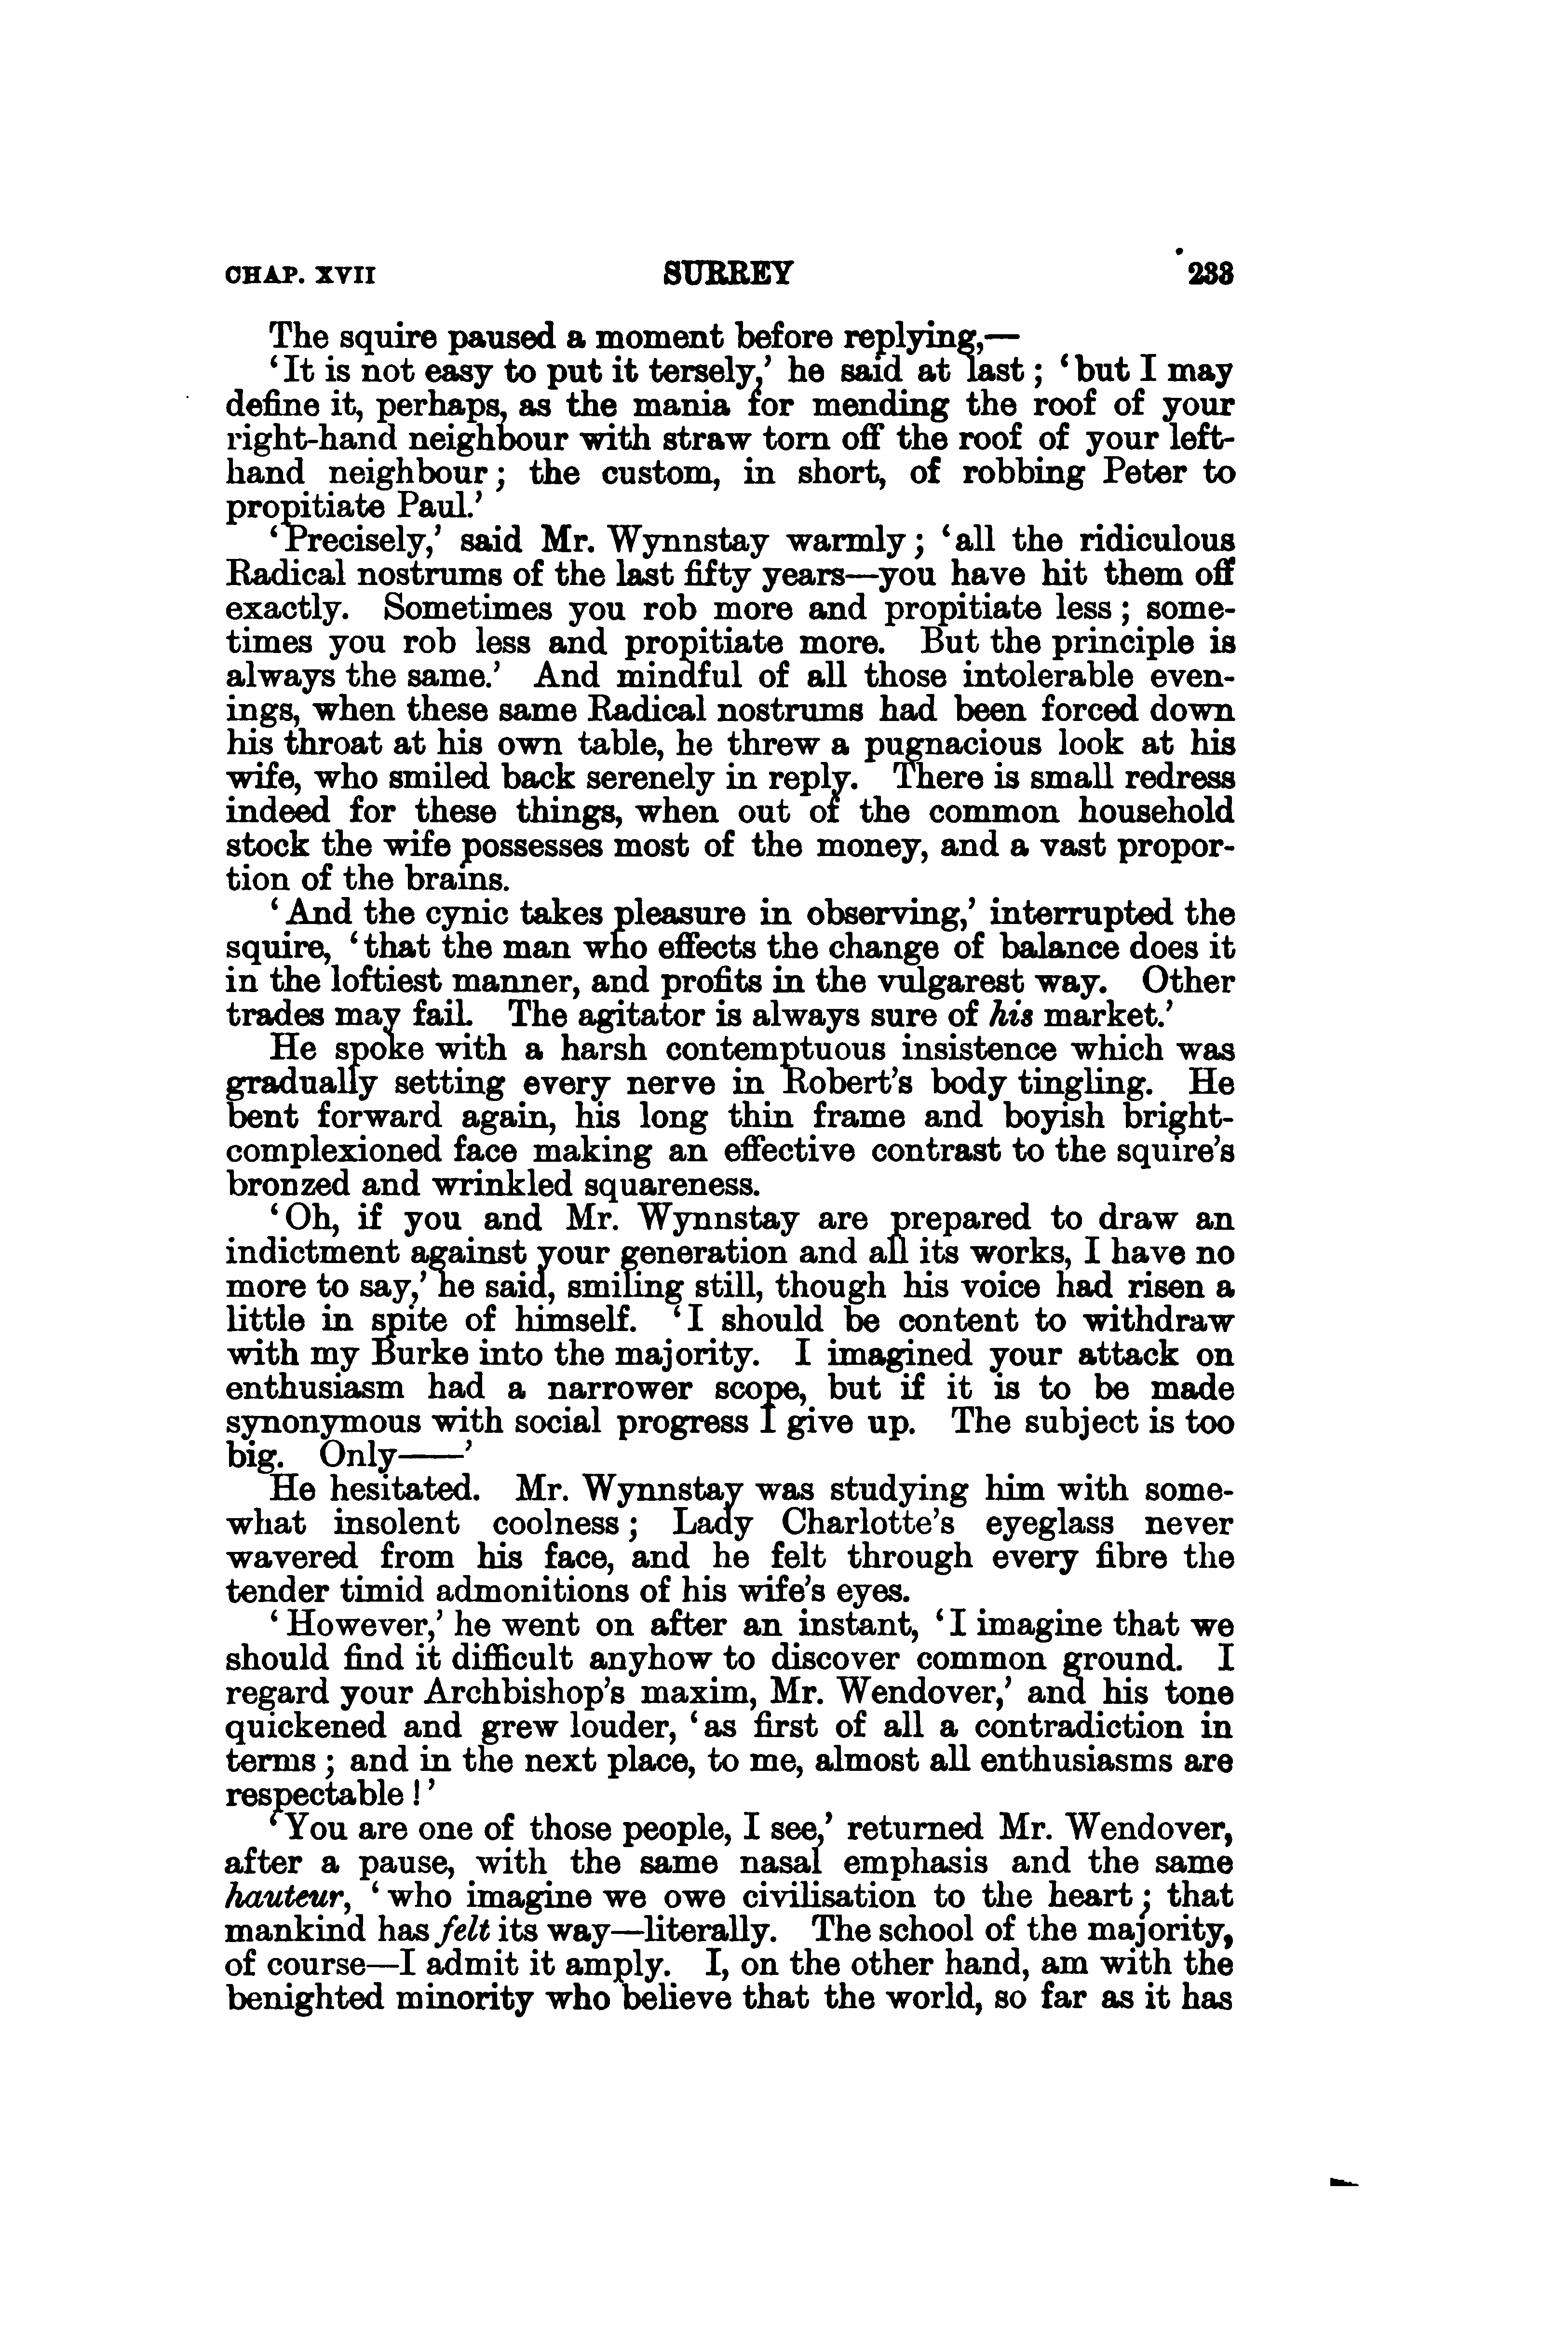 CHAP. XVII SURREY 233
The squire paused a moment before replying,—
‘It is not easy to put it tersely,’ he said at last; ‘but I may
define it, perhaps, as the mania for mending the roof of your
right-hand neighbour with straw torn off the roof of your left-
hand neighbour; the custom, in short, of robbing Peter to
propitiate Paul.’
‘Precisely,’ said Mr. Wynnstay warmly; ‘all the ridiculous
Radical nostrums of the last fifty years—you have hit them off
exactly. Sometimes you rob more and propitiate less; some-
times you rob less and propitiate more. But the principle is
always the same.’ And mindful of all those intolerable even-
ings, when these same Radical nostrums had been forced down
his throat at his own table, he threw a pugnacious look at his
wife, who smiled back serenely in reply. There is small redress
indeed for these things, when out of the common household
stock the wife possesses most of the money, and a vast propor-
tion of the brains.
‘And the cynic takes pleasure in observing,’ interrupted the
squire, ‘that the man who effects the change of balance does it
in the loftiest manner, and profits in the vulgarest way. Other
trades may fail. The agitator is always sure of his market.’
He spoke with a harsh contemptuous insistence which was
gradually setting every nerve in Robert’s body tingling. He
bent forward again, his long thin frame and boyish bright-
complexioned face making an effective contrast to the squire’s
bronzed and wrinkled squareness.
‘Oh, if you and Mr. Wynnstay are prepared to draw an
indictment against your generation and all its works, I have no
more to say,’ he said, smiling still, though his voice had risen a
little in spite of himself. ‘I should be content to withdraw
with my Burke into the majority. I imagined your attack on
enthusiasm had a narrower scope, but if it is to be made
synonymous with social progress I give up. The subject is too
big. Only——’
He hesitated. Mr. Wynnstay was studying him with some-
what insolent coolness; Lady Charlotte’s eyeglass never
wavered from his face, and he felt through every fibre the
tender timid admonitions of his wife’s eyes.
‘However,’ he went on after an instant, ‘I imagine that we
should find it difficult anyhow to discover common ground. I
regard your Archbishop’s maxim, Mr. Wendover,’ and his tone
quickened and grew louder, ‘as first of all a contradiction in
terms; and in the next place, to me, almost all enthusiasms are
respectable!’
‘You are one of those people, I see,’ returned Mr. Wendover,
after a pause, with the same nasal emphasis and the same
hauteur, ‘who imagine we owe civilisation to the heart; that
mankind has felt its way—literally. The school of the majority,
of course—I admit it amply. I, on the other hand, am with the
benighted minority who believe that the world, so far as it has